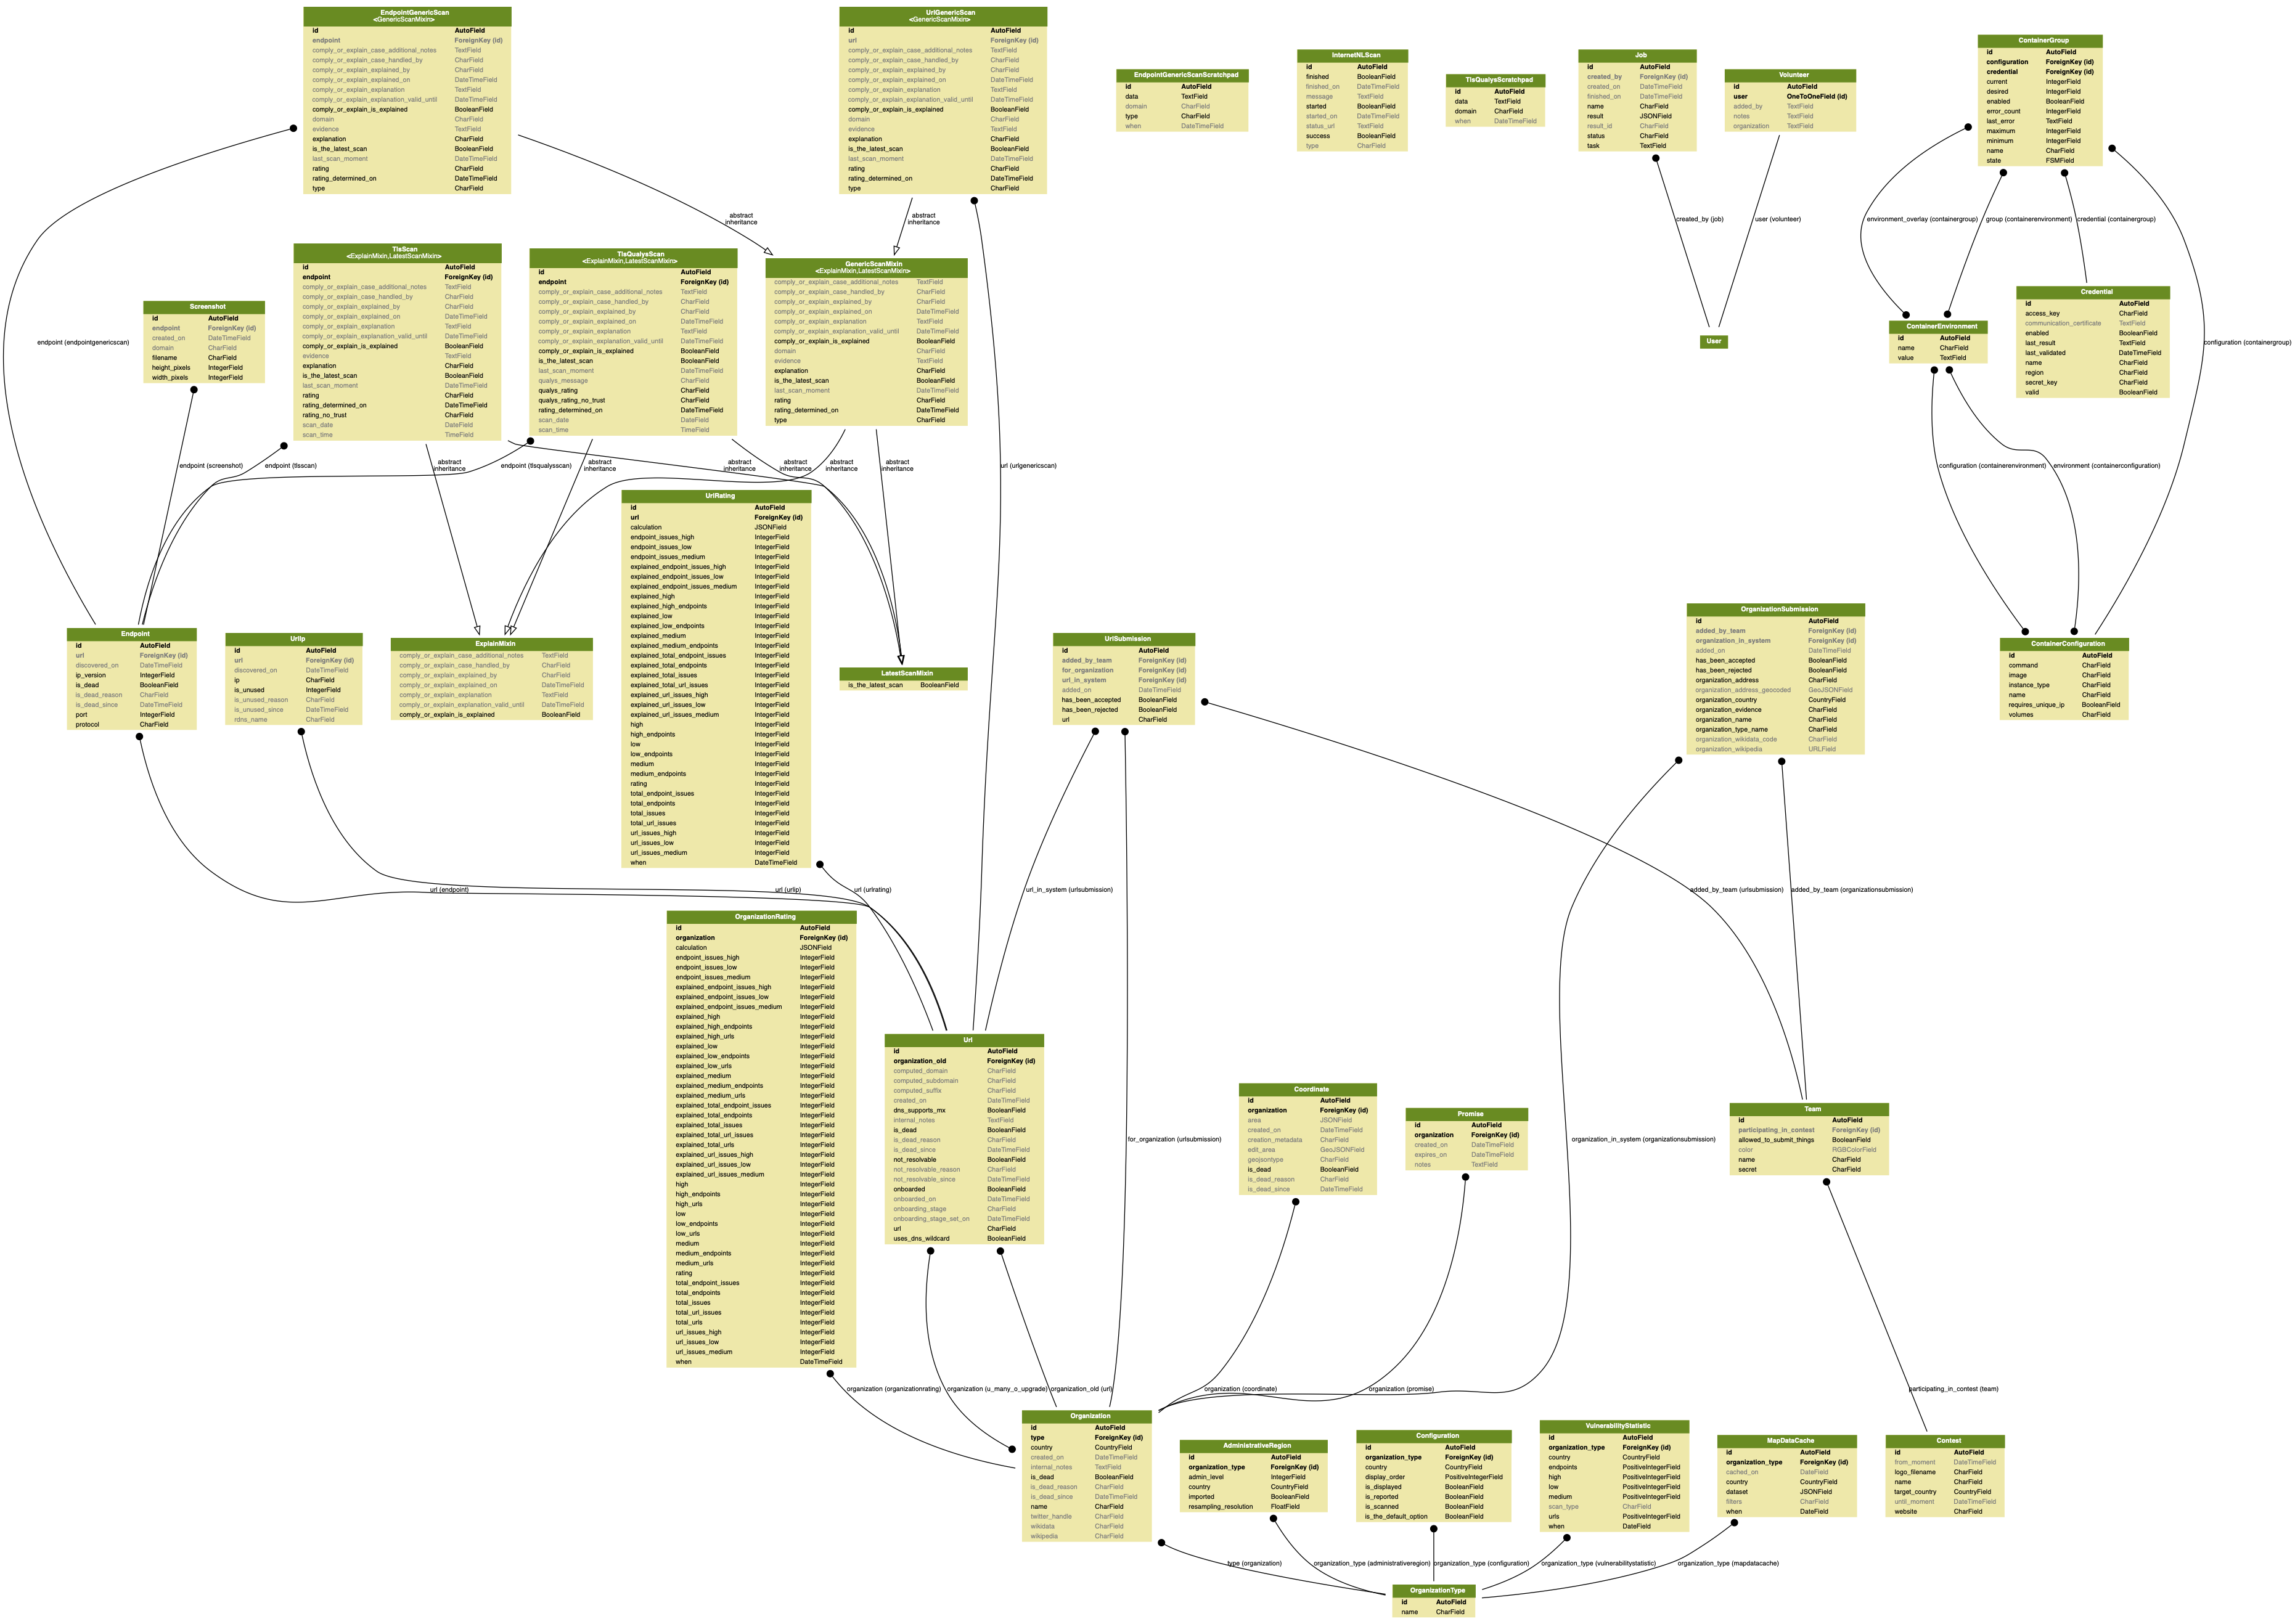 EndpointGenericScan
<GenericScanMixin>
id AutoField
endpoint ForeignKey (id)
comply_or_explain_case_additional_notes TextField
comply_or_explain_case_handled_by CharField
comply_or_explain_explained_by CharField
comply_or_explain_explained_on DateTimeField
comply_or_explain_explanation TextField
comply_or_explain_explanation_valid_until DateTimeField
comply_or_explain_is_explained BooleanField
domain CharField
evidence TextField
explanation CharField
is_the_latest_scan BooleanField
last_scan_moment DateTimeField
rating CharField
rating_determined_on DateTimeField
type CharField
UrlGenericScan
<GenericScanMixin>
id AutoField
url ForeignKey (id)
comply_or_explain_case_additional_notes TextField
comply_or_explain_case_handled_by CharField
comply_or_explain_explained_by CharField
comply_or_explain_explained_on DateTimeField
comply_or_explain_explanation TextField
comply_or_explain_explanation_valid_until DateTimeField
comply_or_explain_is_explained BooleanField
domain CharField
evidence TextField
explanation CharField
is_the_latest_scan BooleanField
last_scan_moment DateTimeField
rating CharField
rating_determined_on DateTimeField
type CharField
EndpointGenericScanScratchpad
id AutoField
data TextField
domain CharField
type CharField
when DateTimeField
InternetNLScan
id AutoField
finished BooleanField
finished_on DateTimeField
message TextField
started BooleanField
started_on DateTimeField
status_url TextField
success BooleanField
type CharField
TlsQualysScratchpad
id AutoField
data TextField
domain CharField
when DateTimeField
Job
id AutoField
created_by ForeignKey (id)
created_on DateTimeField
finished_on DateTimeField
name CharField
result JSONField
result_id CharField
status CharField
task TextField
Volunteer
id AutoField
user OneToOneField (id)
added_by TextField
notes TextField
organization TextField
ContainerGroup
id AutoField
configuration ForeignKey (id)
credential ForeignKey (id)
current IntegerField
desired IntegerField
enabled BooleanField
error_count IntegerField
last_error TextField
maximum IntegerField
minimum IntegerField
name CharField
state FSMField
abstract
inheritance
abstract
inheritance
created_by (job)
user (volunteer)
environment_overlay (containergroup)
group (containerenvironment)
credential (containergroup)
TlsScan
<ExplainMixin,LatestScanMixin>
id AutoField
endpoint ForeignKey (id)
comply_or_explain_case_additional_notes TextField
comply_or_explain_case_handled_by CharField
comply_or_explain_explained_by CharField
comply_or_explain_explained_on DateTimeField
comply_or_explain_explanation TextField
comply_or_explain_explanation_valid_until DateTimeField
comply_or_explain_is_explained BooleanField
evidence TextField
explanation CharField
is_the_latest_scan BooleanField
last_scan_moment DateTimeField
rating CharField
rating_determined_on DateTimeField
rating_no_trust CharField
scan_date DateField
scan_time TimeField
TlsQualysScan
<ExplainMixin,LatestScanMixin>
id AutoField
endpoint ForeignKey (id)
comply_or_explain_case_additional_notes TextField
comply_or_explain_case_handled_by CharField
comply_or_explain_explained_by CharField
comply_or_explain_explained_on DateTimeField
comply_or_explain_explanation TextField
comply_or_explain_explanation_valid_until DateTimeField
comply_or_explain_is_explained BooleanField
is_the_latest_scan BooleanField
last_scan_moment DateTimeField
qualys_message CharField
qualys_rating CharField
qualys_rating_no_trust CharField
rating_determined_on DateTimeField
scan_date DateField
scan_time TimeField
GenericScanMixin
<ExplainMixin,LatestScanMixin>
comply_or_explain_case_additional_notes TextField
comply_or_explain_case_handled_by CharField
comply_or_explain_explained_by CharField
comply_or_explain_explained_on DateTimeField
comply_or_explain_explanation TextField
comply_or_explain_explanation_valid_until DateTimeField
comply_or_explain_is_explained BooleanField
domain CharField
evidence TextField
explanation CharField
is_the_latest_scan BooleanField
last_scan_moment DateTimeField
rating CharField
rating_determined_on DateTimeField
type CharField
Screenshot
id AutoField
endpoint ForeignKey (id)
created_on DateTimeField
domain CharField
filename CharField
height_pixels IntegerField
width_pixels IntegerField
endpoint (endpointgenericscan)
User
ContainerEnvironment
id AutoField
name CharField
value TextField
Credential
id AutoField
access_key CharField
communication_certificate TextField
enabled BooleanField
last_result TextField
last_validated DateTimeField
name CharField
region CharField
secret_key CharField
valid BooleanField
configuration (containergroup)
endpoint (screenshot)
endpoint (tlsscan)
abstract
inheritance
endpoint (tlsqualysscan)
abstract
inheritance
abstract
inheritance
abstract
inheritance
abstract
inheritance
abstract
inheritance
url (urlgenericscan)
configuration (containerenvironment)
environment (containerconfiguration)
UrlRating
id AutoField
url ForeignKey (id)
calculation JSONField
endpoint_issues_high IntegerField
endpoint_issues_low IntegerField
endpoint_issues_medium IntegerField
explained_endpoint_issues_high IntegerField
explained_endpoint_issues_low IntegerField
explained_endpoint_issues_medium IntegerField
explained_high IntegerField
explained_high_endpoints IntegerField
explained_low IntegerField
explained_low_endpoints IntegerField
explained_medium IntegerField
explained_medium_endpoints IntegerField
explained_total_endpoint_issues IntegerField
explained_total_endpoints IntegerField
explained_total_issues IntegerField
explained_total_url_issues IntegerField
explained_url_issues_high IntegerField
explained_url_issues_low IntegerField
explained_url_issues_medium IntegerField
high IntegerField
high_endpoints IntegerField
low IntegerField
low_endpoints IntegerField
medium IntegerField
medium_endpoints IntegerField
rating IntegerField
total_endpoint_issues IntegerField
total_endpoints IntegerField
total_issues IntegerField
total_url_issues IntegerField
url_issues_high IntegerField
url_issues_low IntegerField
url_issues_medium IntegerField
when DateTimeField
Endpoint
id AutoField
url ForeignKey (id)
discovered_on DateTimeField
ip_version IntegerField
is_dead BooleanField
is_dead_reason CharField
is_dead_since DateTimeField
port IntegerField
protocol CharField
UrlIp
id AutoField
url ForeignKey (id)
discovered_on DateTimeField
ip CharField
is_unused IntegerField
is_unused_reason CharField
is_unused_since DateTimeField
rdns_name CharField
ExplainMixin
comply_or_explain_case_additional_notes TextField
comply_or_explain_case_handled_by CharField
comply_or_explain_explained_by CharField
comply_or_explain_explained_on DateTimeField
comply_or_explain_explanation TextField
comply_or_explain_explanation_valid_until DateTimeField
comply_or_explain_is_explained BooleanField
LatestScanMixin
is_the_latest_scan BooleanField
UrlSubmission
id AutoField
added_by_team ForeignKey (id)
for_organization ForeignKey (id)
url_in_system ForeignKey (id)
added_on DateTimeField
has_been_accepted BooleanField
has_been_rejected BooleanField
url CharField
OrganizationSubmission
id AutoField
added_by_team ForeignKey (id)
organization_in_system ForeignKey (id)
added_on DateTimeField
has_been_accepted BooleanField
has_been_rejected BooleanField
organization_address CharField
organization_address_geocoded GeoJSONField
organization_country CountryField
organization_evidence CharField
organization_name CharField
organization_type_name CharField
organization_wikidata_code CharField
organization_wikipedia URLField
ContainerConfiguration
id AutoField
command CharField
image CharField
instance_type CharField
name CharField
requires_unique_ip BooleanField
volumes CharField
url (endpoint)
url (urlip)
url (urlrating)
url_in_system (urlsubmission)
added_by_team (urlsubmission)
added_by_team (organizationsubmission)
OrganizationRating
id AutoField
organization ForeignKey (id)
calculation JSONField
endpoint_issues_high IntegerField
endpoint_issues_low IntegerField
endpoint_issues_medium IntegerField
explained_endpoint_issues_high IntegerField
explained_endpoint_issues_low IntegerField
explained_endpoint_issues_medium IntegerField
explained_high IntegerField
explained_high_endpoints IntegerField
explained_high_urls IntegerField
explained_low IntegerField
explained_low_endpoints IntegerField
explained_low_urls IntegerField
explained_medium IntegerField
explained_medium_endpoints IntegerField
explained_medium_urls IntegerField
explained_total_endpoint_issues IntegerField
explained_total_endpoints IntegerField
explained_total_issues IntegerField
explained_total_url_issues IntegerField
explained_total_urls IntegerField
explained_url_issues_high IntegerField
explained_url_issues_low IntegerField
explained_url_issues_medium IntegerField
high IntegerField
high_endpoints IntegerField
high_urls IntegerField
low IntegerField
low_endpoints IntegerField
low_urls IntegerField
medium IntegerField
medium_endpoints IntegerField
medium_urls IntegerField
rating IntegerField
total_endpoint_issues IntegerField
total_endpoints IntegerField
total_issues IntegerField
total_url_issues IntegerField
total_urls IntegerField
url_issues_high IntegerField
url_issues_low IntegerField
url_issues_medium IntegerField
when DateTimeField
Url
id AutoField
organization_old ForeignKey (id)
computed_domain CharField
computed_subdomain CharField
computed_suffix CharField
created_on DateTimeField
dns_supports_mx BooleanField
internal_notes TextField
is_dead BooleanField
is_dead_reason CharField
is_dead_since DateTimeField
not_resolvable BooleanField
not_resolvable_reason CharField
not_resolvable_since DateTimeField
onboarded BooleanField
onboarded_on DateTimeField
onboarding_stage CharField
onboarding_stage_set_on DateTimeField
url CharField
uses_dns_wildcard BooleanField
for_organization (urlsubmission)
Coordinate
id AutoField
organization ForeignKey (id)
area JSONField
created_on DateTimeField
creation_metadata CharField
edit_area GeoJSONField
geojsontype CharField
is_dead BooleanField
is_dead_reason CharField
is_dead_since DateTimeField
Promise
id AutoField
organization ForeignKey (id)
created_on DateTimeField
expires_on DateTimeField
notes TextField
organization_in_system (organizationsubmission)
Team
id AutoField
participating_in_contest ForeignKey (id)
allowed_to_submit_things BooleanField
color RGBColorField
name CharField
secret CharField
organization (organizationrating)
organization (u_many_o_upgrade)
organization_old (url)
organization (coordinate)
organization (promise)
participating_in_contest (team)
Organization
id AutoField
type ForeignKey (id)
country CountryField
created_on DateTimeField
internal_notes TextField
is_dead BooleanField
is_dead_reason CharField
is_dead_since DateTimeField
name CharField
twitter_handle CharField
wikidata CharField
wikipedia CharField
AdministrativeRegion
id AutoField
organization_type ForeignKey (id)
admin_level IntegerField
country CountryField
imported BooleanField
resampling_resolution FloatField
Configuration
id AutoField
organization_type ForeignKey (id)
country CountryField
display_order PositiveIntegerField
is_displayed BooleanField
is_reported BooleanField
is_scanned BooleanField
is_the_default_option BooleanField
VulnerabilityStatistic
id AutoField
organization_type ForeignKey (id)
country CountryField
endpoints PositiveIntegerField
high PositiveIntegerField
low PositiveIntegerField
medium PositiveIntegerField
scan_type CharField
urls PositiveIntegerField
when DateField
MapDataCache
id AutoField
organization_type ForeignKey (id)
cached_on DateField
country CountryField
dataset JSONField
filters CharField
when DateField
Contest
id AutoField
from_moment DateTimeField
logo_filename CharField
name CharField
target_country CountryField
until_moment DateTimeField
website CharField
type (organization)
organization_type (administrativeregion)
organization_type (configuration)
organization_type (vulnerabilitystatistic)
organization_type (mapdatacache)
OrganizationType
id AutoField
name CharField